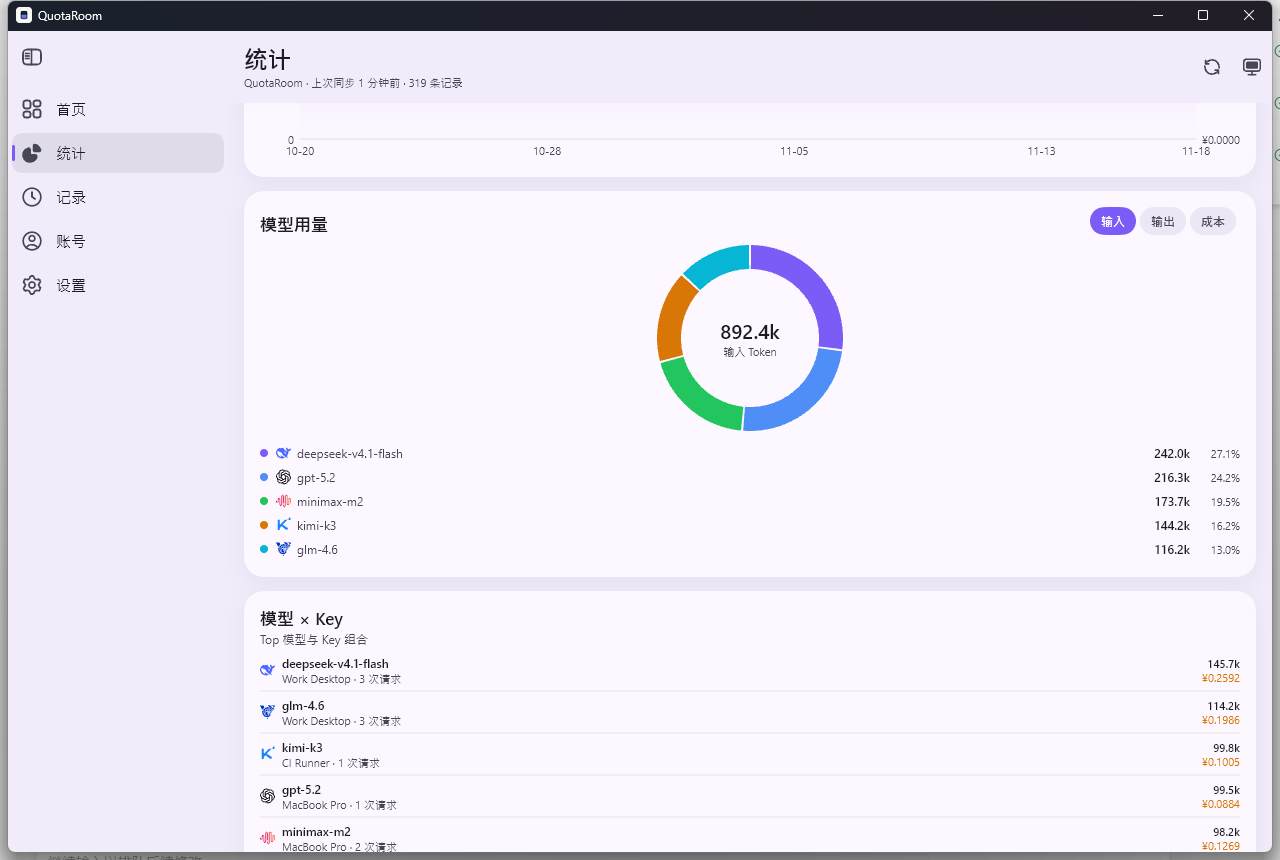 QuotaRoom
统计
QuotaRoom · 上次同步 1 分钟前 · 319 条记录
首页
统计
记录
账号
设置
0
¥0.0000
10-20
10-28
11-05
11-13
11-18
模型用量
输入
输出
成本
892.4k
输入 Token
deepseek-v4.1-flash 242.0k 27.1%
gpt-5.2 216.3k 24.2%
minimax-m2 173.7k 19.5%
kimi-k3 144.2k 16.2%
glm-4.6 116.2k 13.0%
模型 × Key
Top 模型与 Key 组合
deepseek-v4.1-flash 145.7k
Work Desktop · 3 次请求 ¥0.2592
glm-4.6 114.2k
Work Desktop · 3 次请求 ¥0.1986
kimi-k3 99.8k
CI Runner · 1 次请求 ¥0.1005
gpt-5.2 99.5k
MacBook Pro · 1 次请求 ¥0.0884
minimax-m2 98.2k
MacBook Pro · 2 次请求 ¥0.1269